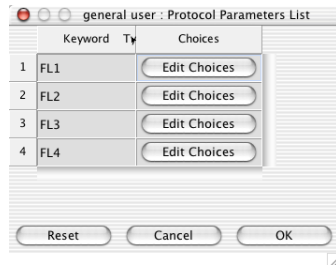 general user : Protocol Parameters List
Keyword Choices
1 FL1 Edit Choices
2 FL2 Edit Choices
3 FL3 Edit Choices
4 FL4 Edit Choices
Reset Cancel OK